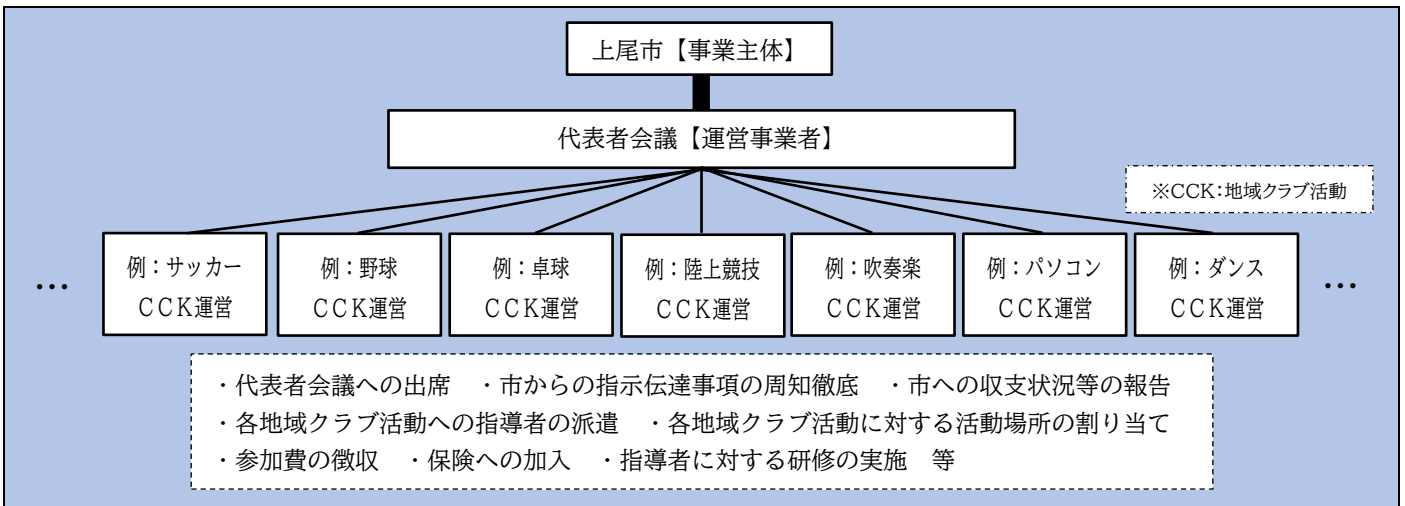 上尾市【事業主体】
代表者会議【運営事業者】
※CCK：地域クラブ活動
…
例：サッカー
ＣＣＫ運営
例：野球
ＣＣＫ運営
例：卓球
ＣＣＫ運営
例：陸上競技
ＣＣＫ運営
例：吹奏楽
ＣＣＫ運営
例：パソコン
ＣＣＫ運営
例：ダンス
ＣＣＫ運営
…
・代表者会議への出席　・市からの指示伝達事項の周知徹底　・市への収支状況等の報告
・各地域クラブ活動への指導者の派遣　・各地域クラブ活動に対する活動場所の割り当て
・参加費の徴収　・保険への加入　・指導者に対する研修の実施　等